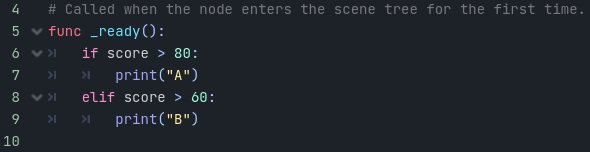 4 # Called when the node enters the scene tree for the first time.
5 func _ready():
6 if score > 80:
7 print("A")
8 elif score > 60:
9 print("B")
10